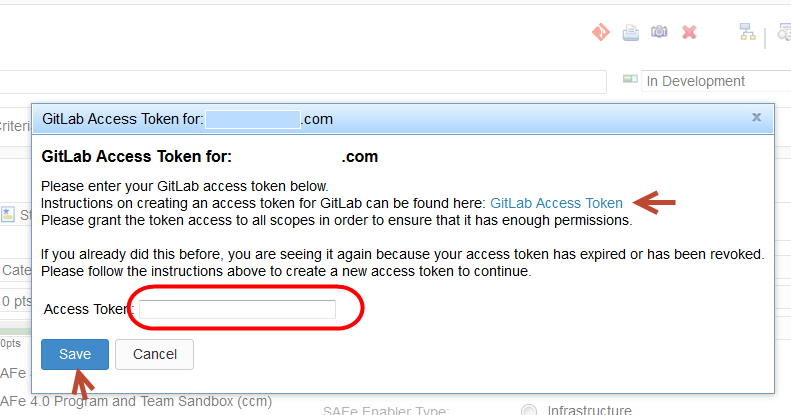 In Development
Criteria
GitLab Access Token for: .com
x
GitLab Access Token for: .com
Please enter your GitLab access token below.
Instructions on creating an access token for GitLab can be found here: GitLab Access Token
Please grant the token access to all scopes in order to ensure that it has enough permissions.
If you already did this before, you are seeing it again because your access token has expired or has been revoked.
Please follow the instructions above to create a new access token to continue.
St
Cate
0 pts
Access Token:
0pts
Save
Cancel
AFe 4.0 Program and Team Sandbox (ccm)
SAFe Enabler Type:
Infrastructure